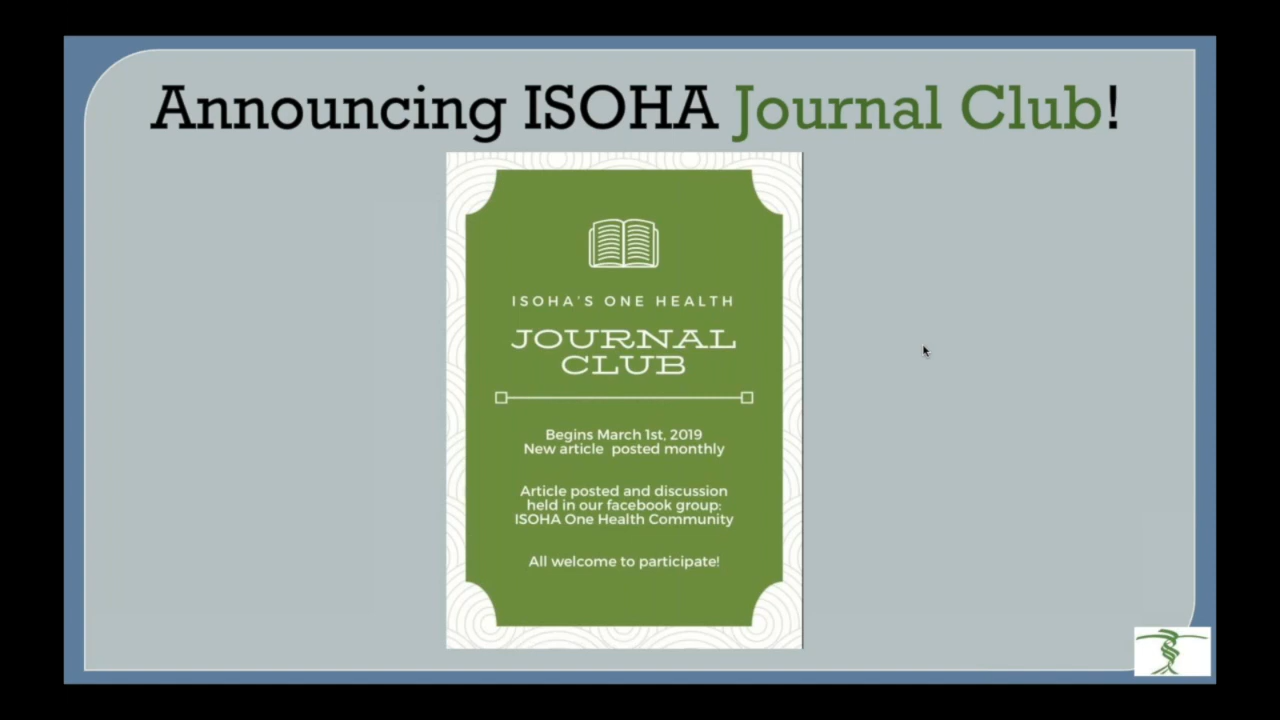 Announcing ISOHA Journal Club!
ISOHA'S ONE HEALTH
JOURNAL
CLUB
Begins March 1st, 2019
New article posted monthly
Article posted and discussion
held in our facebook group:
ISOHA One Health Community
All welcome to participate!